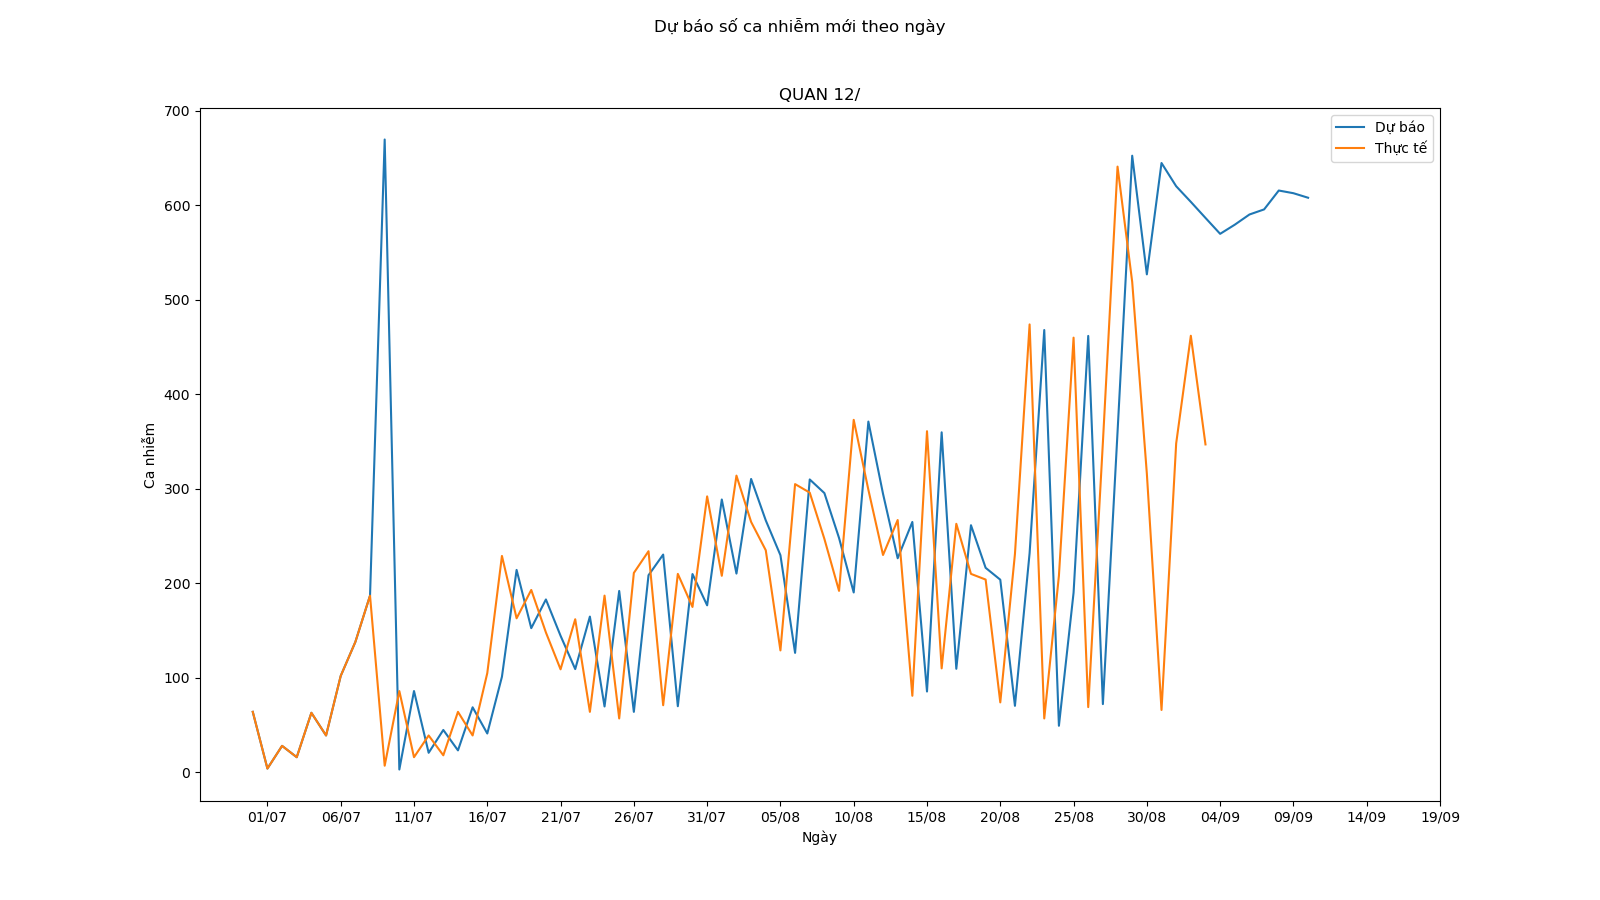 Dự báo số ca nhiễm mới theo ngày
QUAN 12/
700
600
500
400
300
200
100
0
Ca nhiễm
Dự báo
Thực tế
01/07 06/07 11/07 16/07 21/07 26/07 31/07 05/08 10/08 15/08 20/08 25/08 30/08 04/09 09/09 14/09 19/09
Ngày